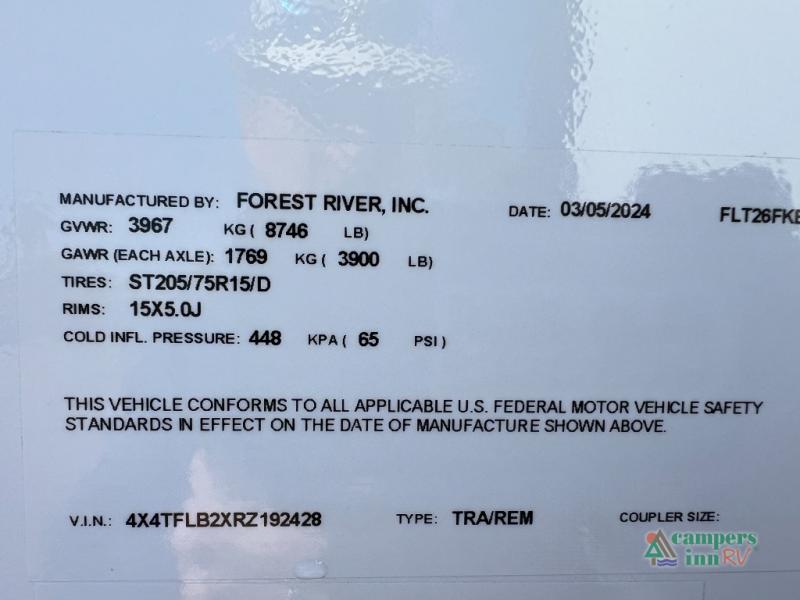 MANUFACTURED BY: FOREST RIVER, INC. DATE: 03/05/2024 FLT26FKB
GVWR: 3967 KG ( 8746 LB)
GAWR (EACH AXLE): 1769 KG ( 3900 LB)
TIRES: ST205/75R15/D
RIMS: 15X5.0J
COLD INFL. PRESSURE: 448 KPA ( 65 PSI )
THIS VEHICLE CONFORMS TO ALL APPLICABLE U.S. FEDERAL MOTOR VEHICLE SAFETY
STANDARDS IN EFFECT ON THE DATE OF MANUFACTURE SHOWN ABOVE.
V.I.N.: 4X4TFLB2XRZ192428 TYPE: TRA/REM COUPLER SIZE:
campers
inn RV